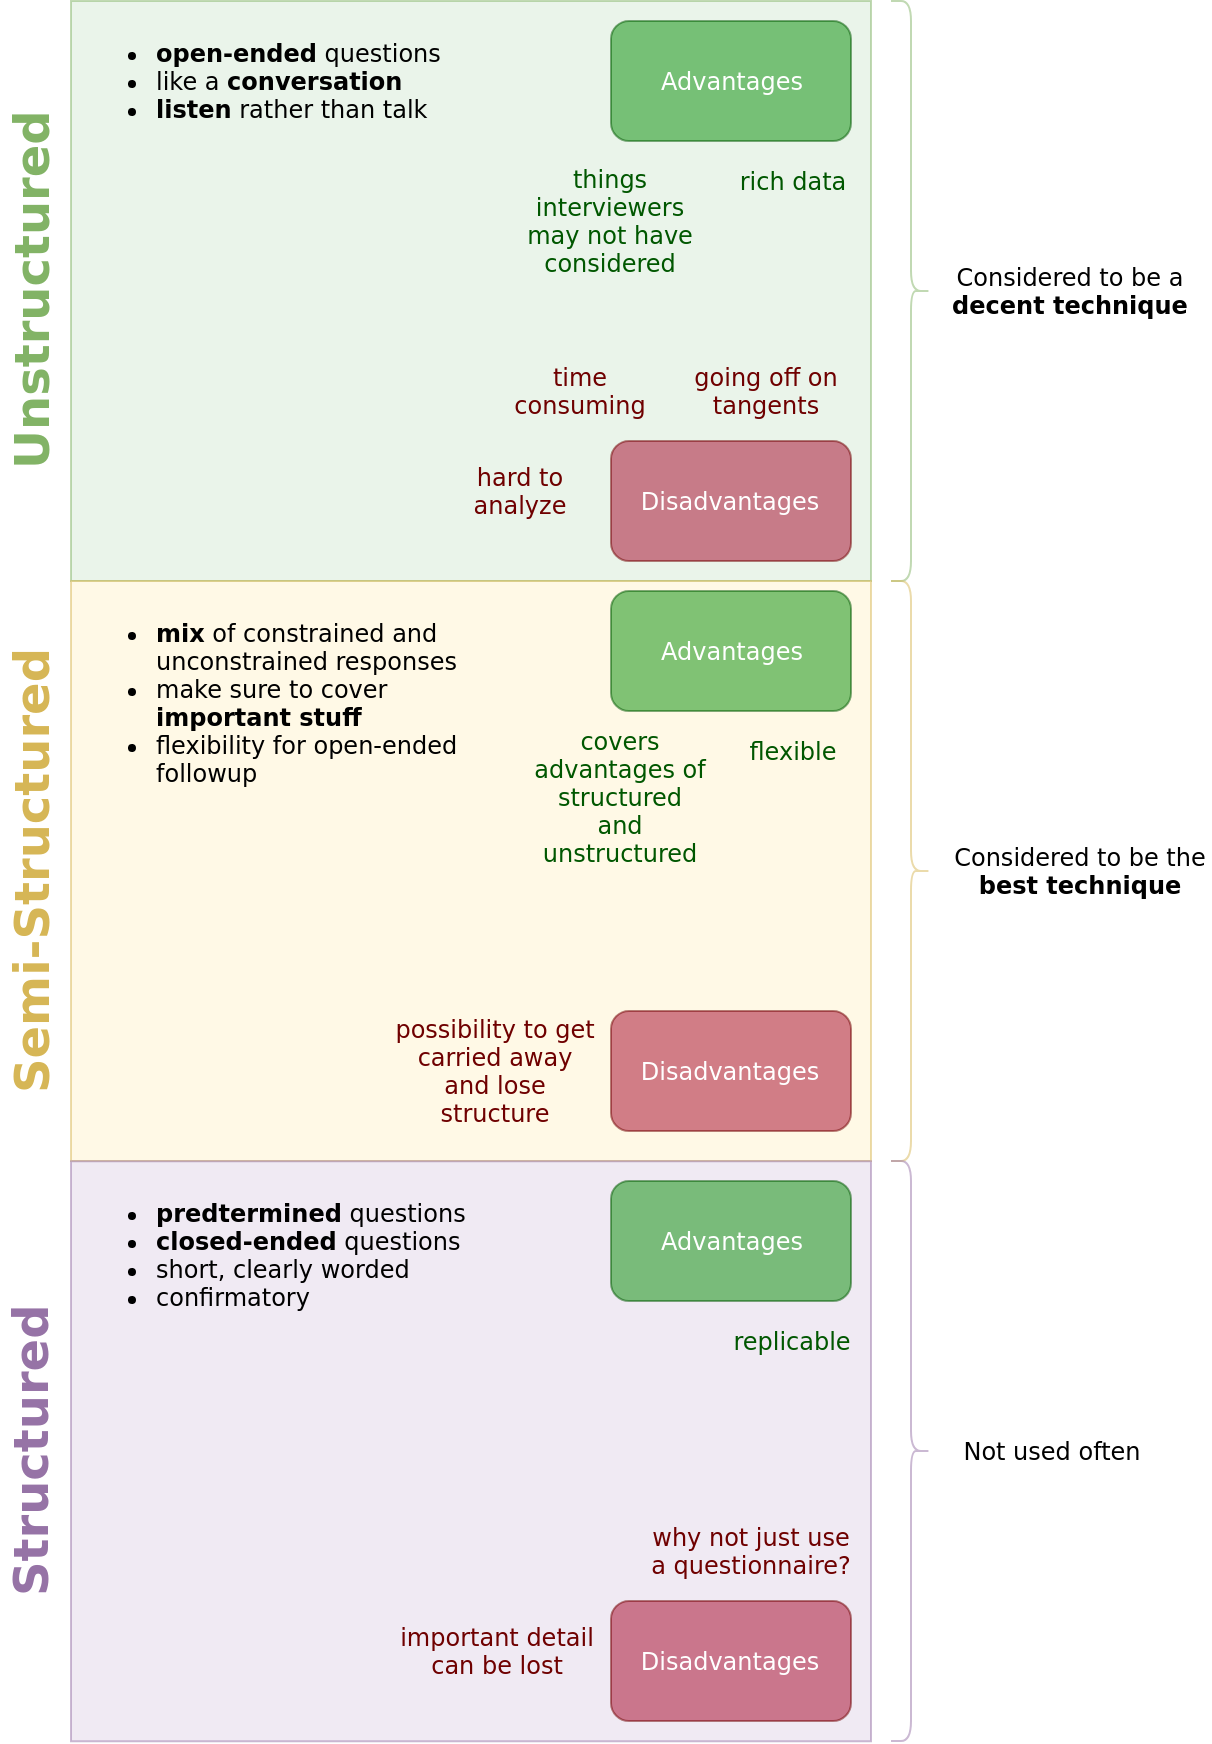 Unstructured
open-ended questions
like a conversation
listen rather than talk
Advantages
things
interviewers
may not have
considered
rich data
time
consuming
going off on
tangents
hard to
analyze
Disadvantages
Considered to be a
decent technique
Semi-Structured
mix of constrained and
unconstrained responses
make sure to cover
important stuff
flexibility for open-ended
followup
Advantages
covers
advantages of
structured
and
unstructured
flexible
possibility to get
carried away
and lose
structure
Disadvantages
Considered to be the
best technique
Structured
predtermined questions
closed-ended questions
short, clearly worded
confirmatory
Advantages
replicable
why not just use
a questionnaire?
important detail
can be lost
Disadvantages
Not used often